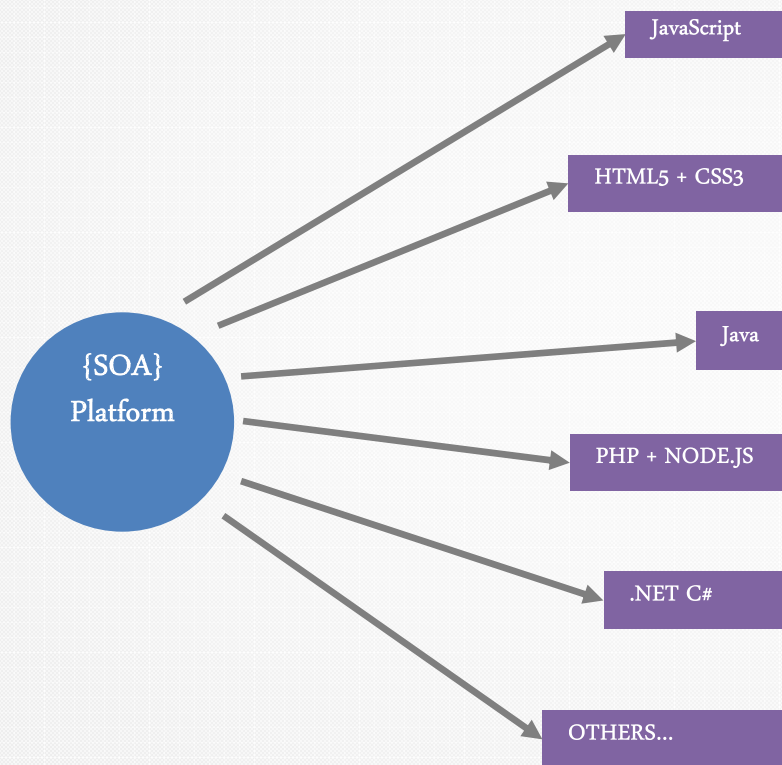 JavaScript
HTML5 + CSS3
{SOA}
Platform
Java
PHP + NODE.JS
.NET C#
OTHERS...